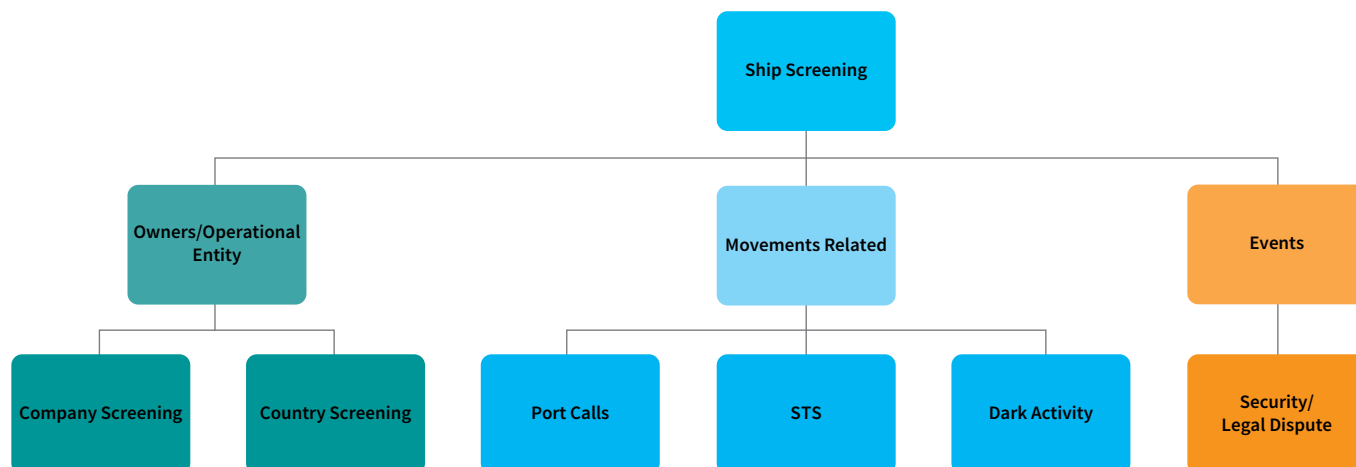 Ship Screening
Owners/Operational
Entity
Movements Related
Events
Company Screening
Country Screening
Port Calls
STS
Dark Activity
Security/
Legal Dispute